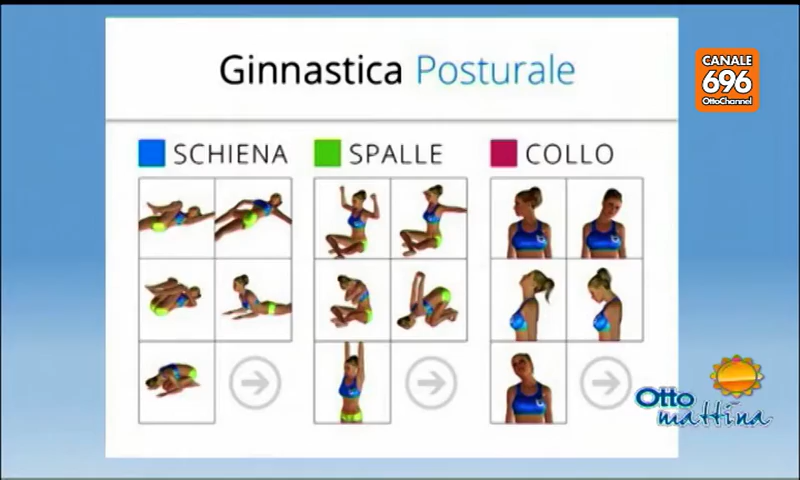 Ginnastica Posturale
CANALE
696
OttoChannel
SCHIENA
SPALLE
COLLO
Otto
mattina